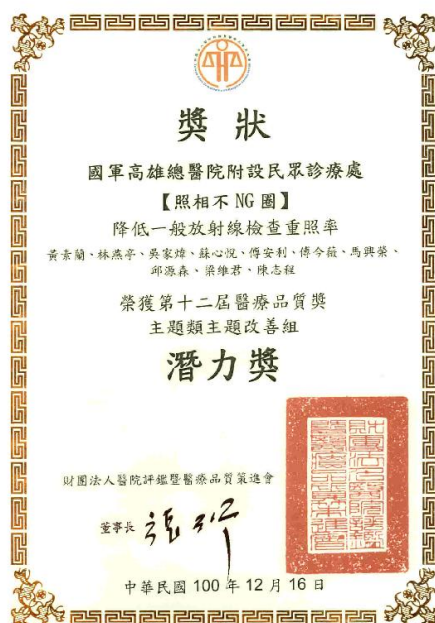 獎狀
國軍高雄總醫院附設民眾診療處
【照相不NG圈】
降低一般放射線檢查重照率
黃素蘭、林燕亭、吳家煒、蘇心悅、傅安利、傅令薇、馬興榮、
邱源森、梁維君、陳志程
榮獲第十二屆醫療品質獎
主題類主題改善組
潛力獎
財團法人醫院評鑑暨醫療品質策進會
董事長
中華民國100年12月16日